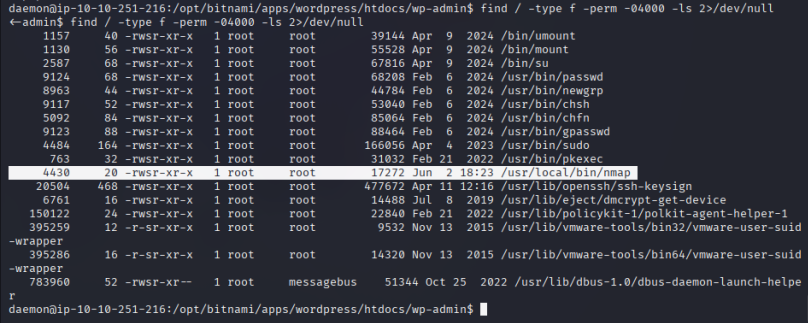 daemon@ip-10-10-251-216:/opt/bitnami/apps/wordpress/htdocs/wp-admin$ find / -type f -perm -04000 -ls 2>/dev/null
←admin$ find / -type f -perm -04000 -ls 2>/dev/null
1157 40 -rwsr-xr-x 1 root root 39144 Apr 9 2024 /bin/umount
1130 56 -rwsr-xr-x 1 root root 55528 Apr 9 2024 /bin/mount
2587 68 -rwsr-xr-x 1 root root 67816 Apr 9 2024 /bin/su
9124 68 -rwsr-xr-x 1 root root 68208 Feb 6 2024 /usr/bin/passwd
8963 44 -rwsr-xr-x 1 root root 44784 Feb 6 2024 /usr/bin/newgrp
9117 52 -rwsr-xr-x 1 root root 53040 Feb 6 2024 /usr/bin/chsh
5092 84 -rwsr-xr-x 1 root root 85064 Feb 6 2024 /usr/bin/chfn
9123 88 -rwsr-xr-x 1 root root 88464 Feb 6 2024 /usr/bin/gpasswd
4484 164 -rwsr-xr-x 1 root root 166056 Apr 4 2023 /usr/bin/sudo
763 32 -rwsr-xr-x 1 root root 31032 Feb 21 2022 /usr/bin/pkexec
4430 20 -rwsr-xr-x 1 root root 17272 Jun 2 18:23 /usr/local/bin/nmap
20504 468 -rwsr-xr-x 1 root root 477672 Apr 11 12:16 /usr/lib/openssh/ssh-keysign
6761 16 -rwsr-xr-x 1 root root 14488 Jul 8 2019 /usr/lib/eject/dmcrypt-get-device
150122 24 -rwsr-xr-x 1 root root 22840 Feb 21 2022 /usr/lib/policykit-1/polkit-agent-helper-1
395259 12 -r-sr-xr-x 1 root root 9532 Nov 13 2015 /usr/lib/vmware-tools/bin32/vmware-user-suid
-wrapper
395286 16 -r-sr-xr-x 1 root root 14320 Nov 13 2015 /usr/lib/vmware-tools/bin64/vmware-user-suid
-wrapper
783960 52 -rwsr-xr-- 1 root messagebus 51344 Oct 25 2022 /usr/lib/dbus-1.0/dbus-daemon-launch-helpe
r
daemon@ip-10-10-251-216:/opt/bitnami/apps/wordpress/htdocs/wp-admin$